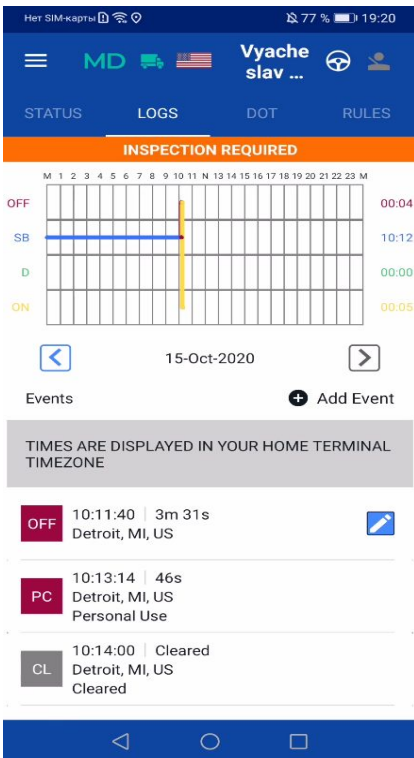 Нет SIM-карты 77 % 19:20
MD Vyache
slav ...
STATUS LOGS DOT RULES
INSPECTION REQUIRED
M 1 2 3 4 5 6 7 8 9 10 11 N 13 14 15 16 17 18 19 20 21 22 23 M
OFF 00:04
SB 10:12
D 00:00
ON 00:05
< 15-Oct-2020 >
Events Add Event
TIMES ARE DISPLAYED IN YOUR HOME TERMINAL
TIMEZONE
OFF 10:11:40 3m 31s
Detroit, MI, US
PC 10:13:14 46s
Detroit, MI, US
Personal Use
CL 10:14:00 Cleared
Detroit, MI, US
Cleared